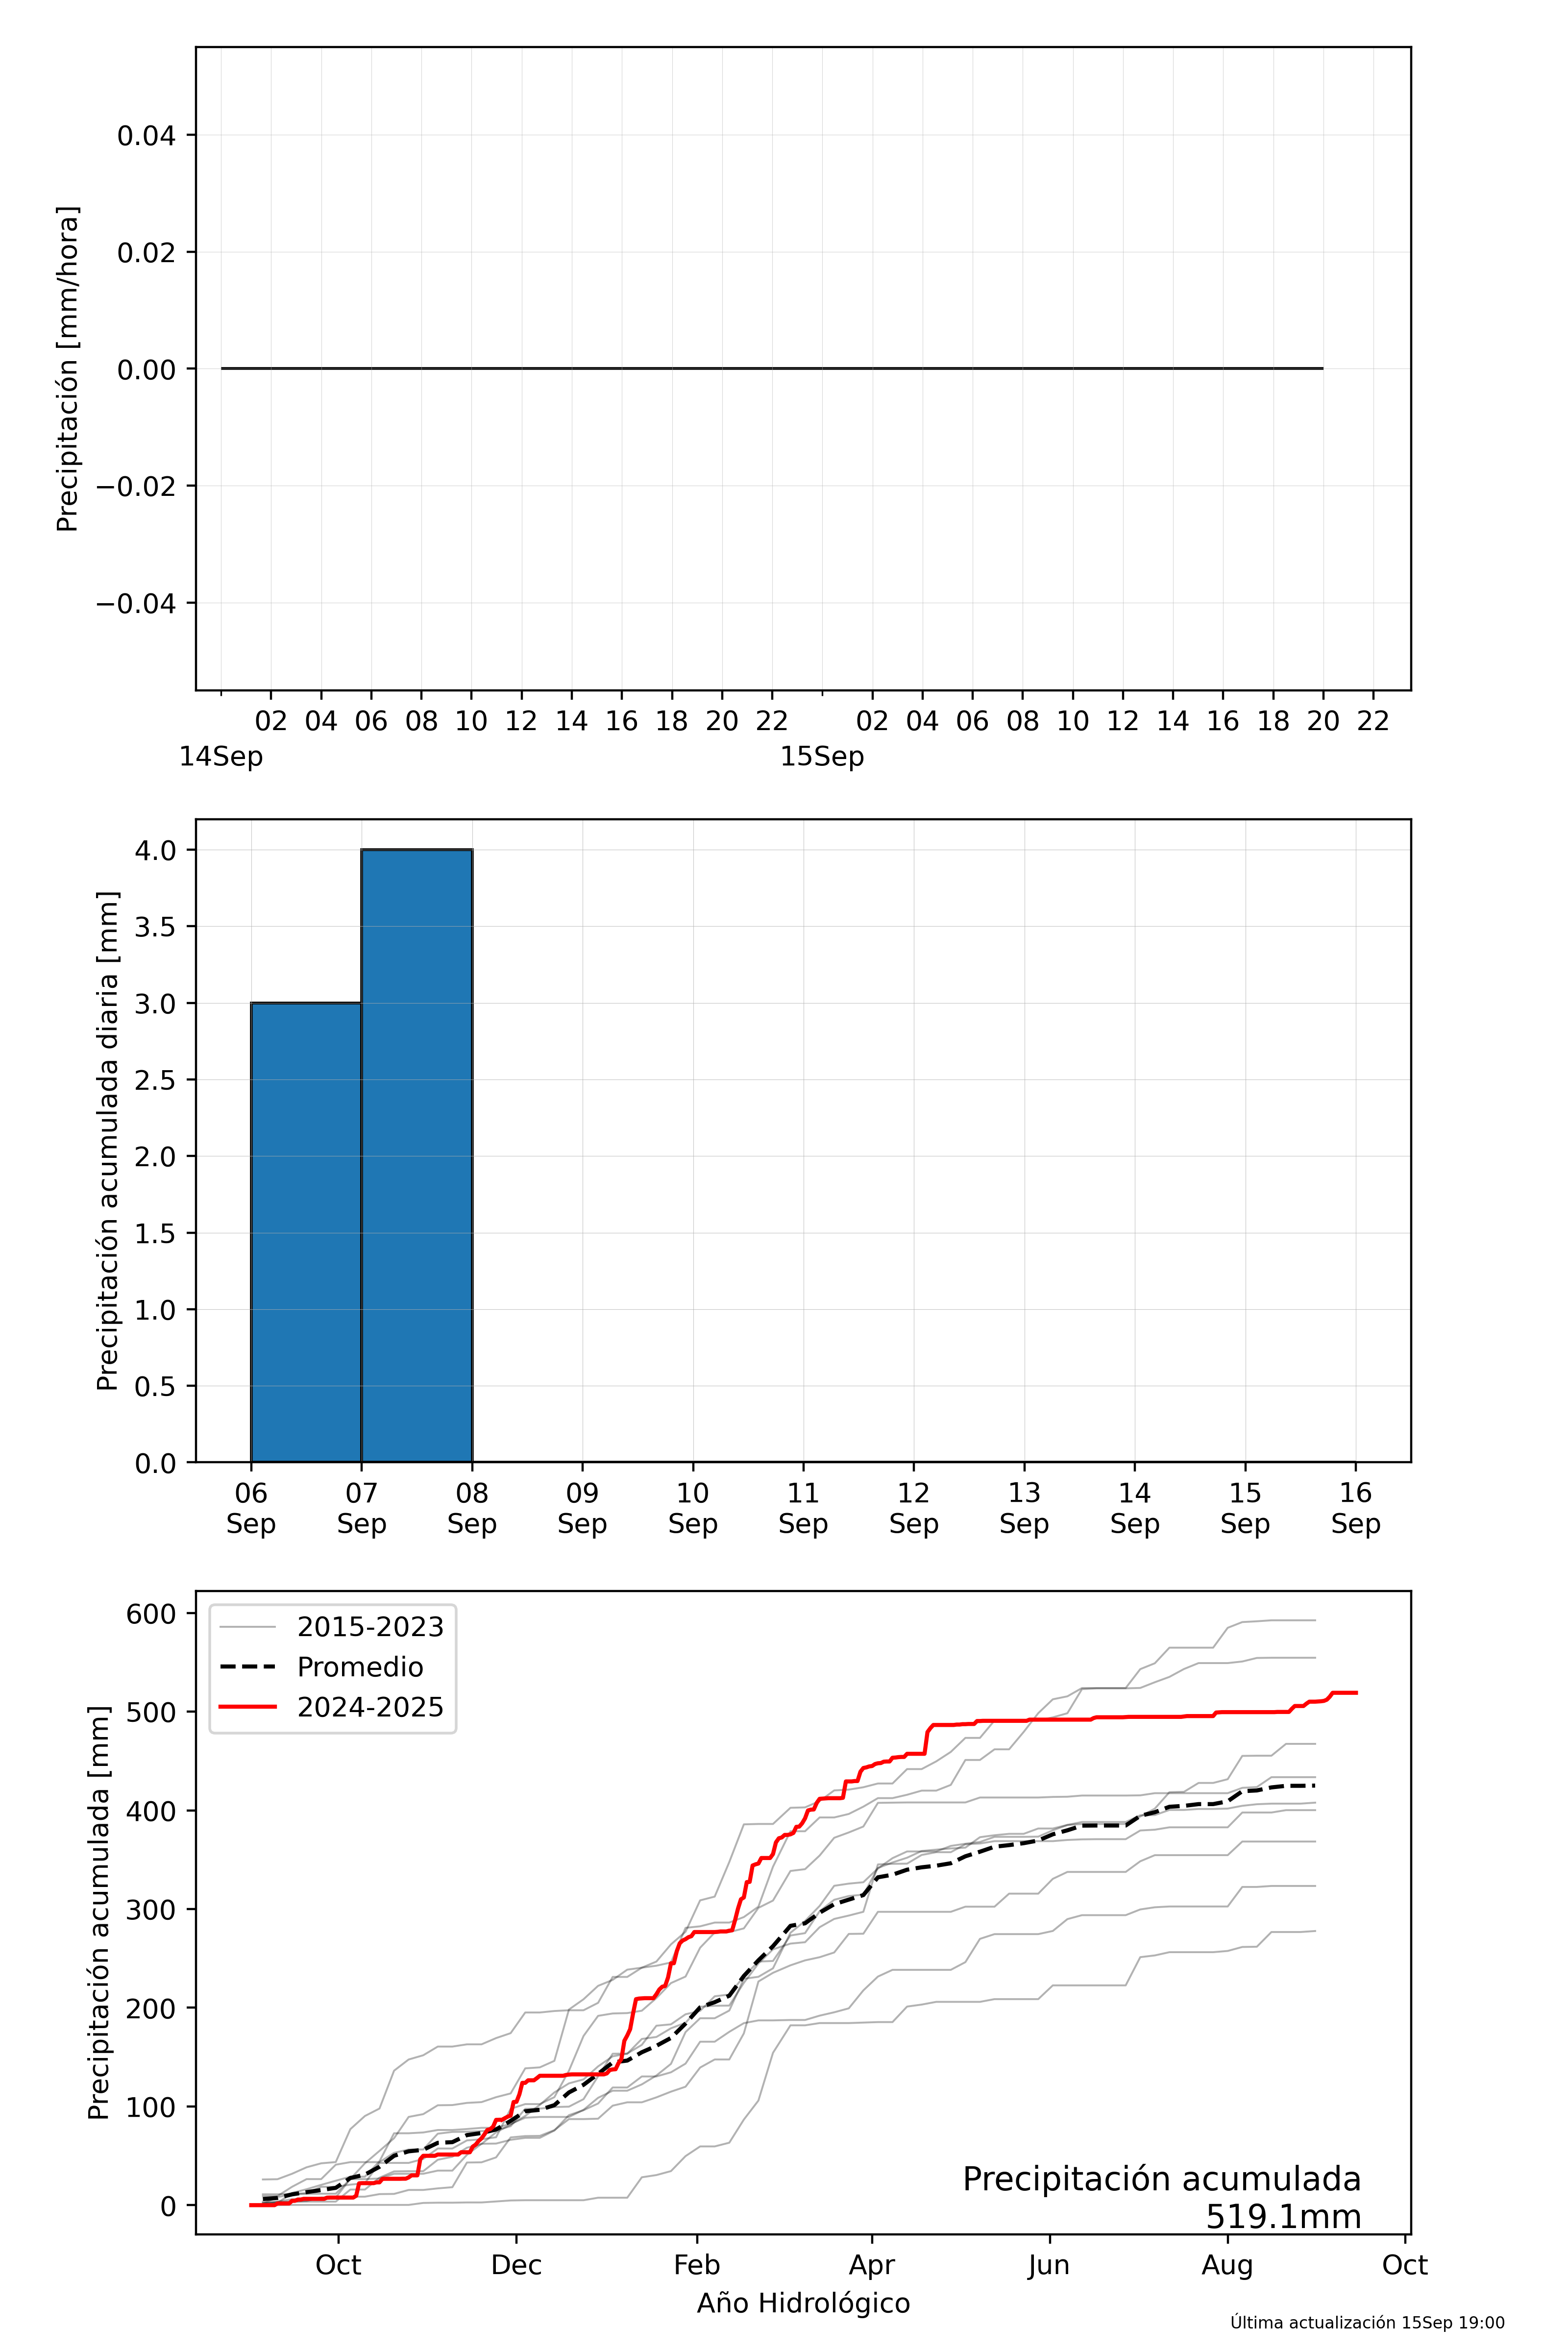 0.04
0.02
0.00
−0.02
−0.04
Precipitación [mm/hora]
02 04 06 08 10 12 14 16 18 20 22 02 04 06 08 10 12 14 16 18 20 22
14Sep 15Sep
4.0
3.5
3.0
2.5
2.0
1.5
1.0
0.5
0.0
Precipitación acumulada diaria [mm]
06 07 08 09 10 11 12 13 14 15 16
Sep Sep Sep Sep Sep Sep Sep Sep Sep Sep Sep
600
500
400
300
200
100
0
Precipitación acumulada [mm]
2015-2023
Promedio
2024-2025
Precipitación acumulada
519.1mm
Oct Dec Feb Apr Jun Aug Oct
Año Hidrológico
Última actualización 15Sep 19:00